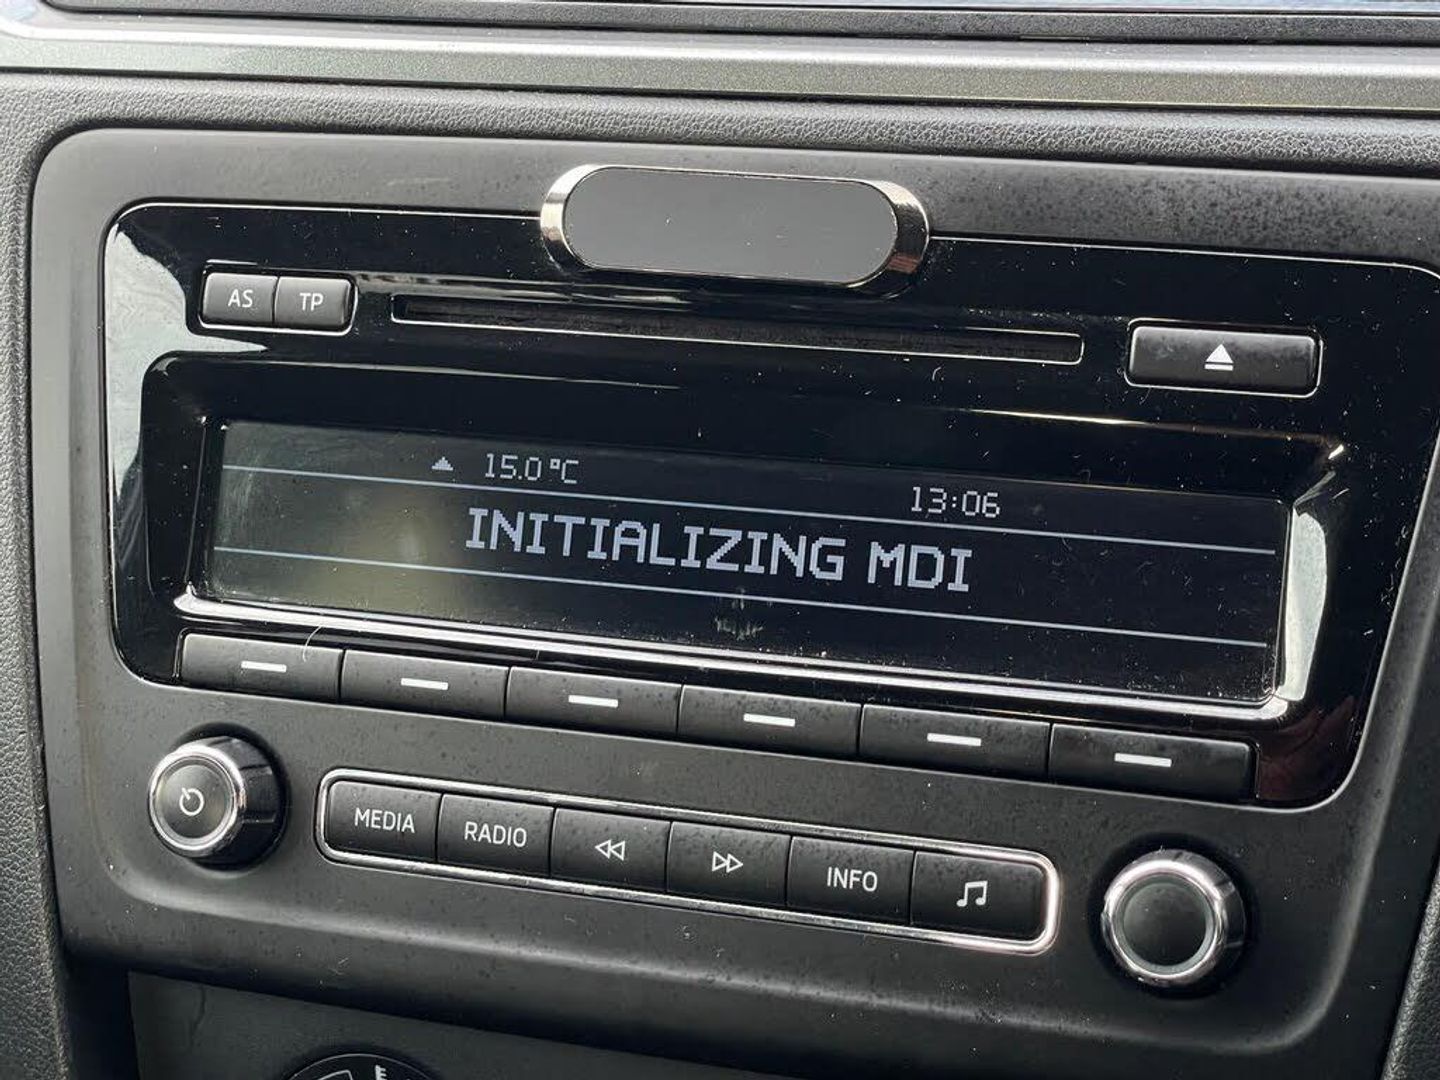 AS TP
15.0 °C
13:06
INITIALIZING MDI
MEDIA RADIO INFO